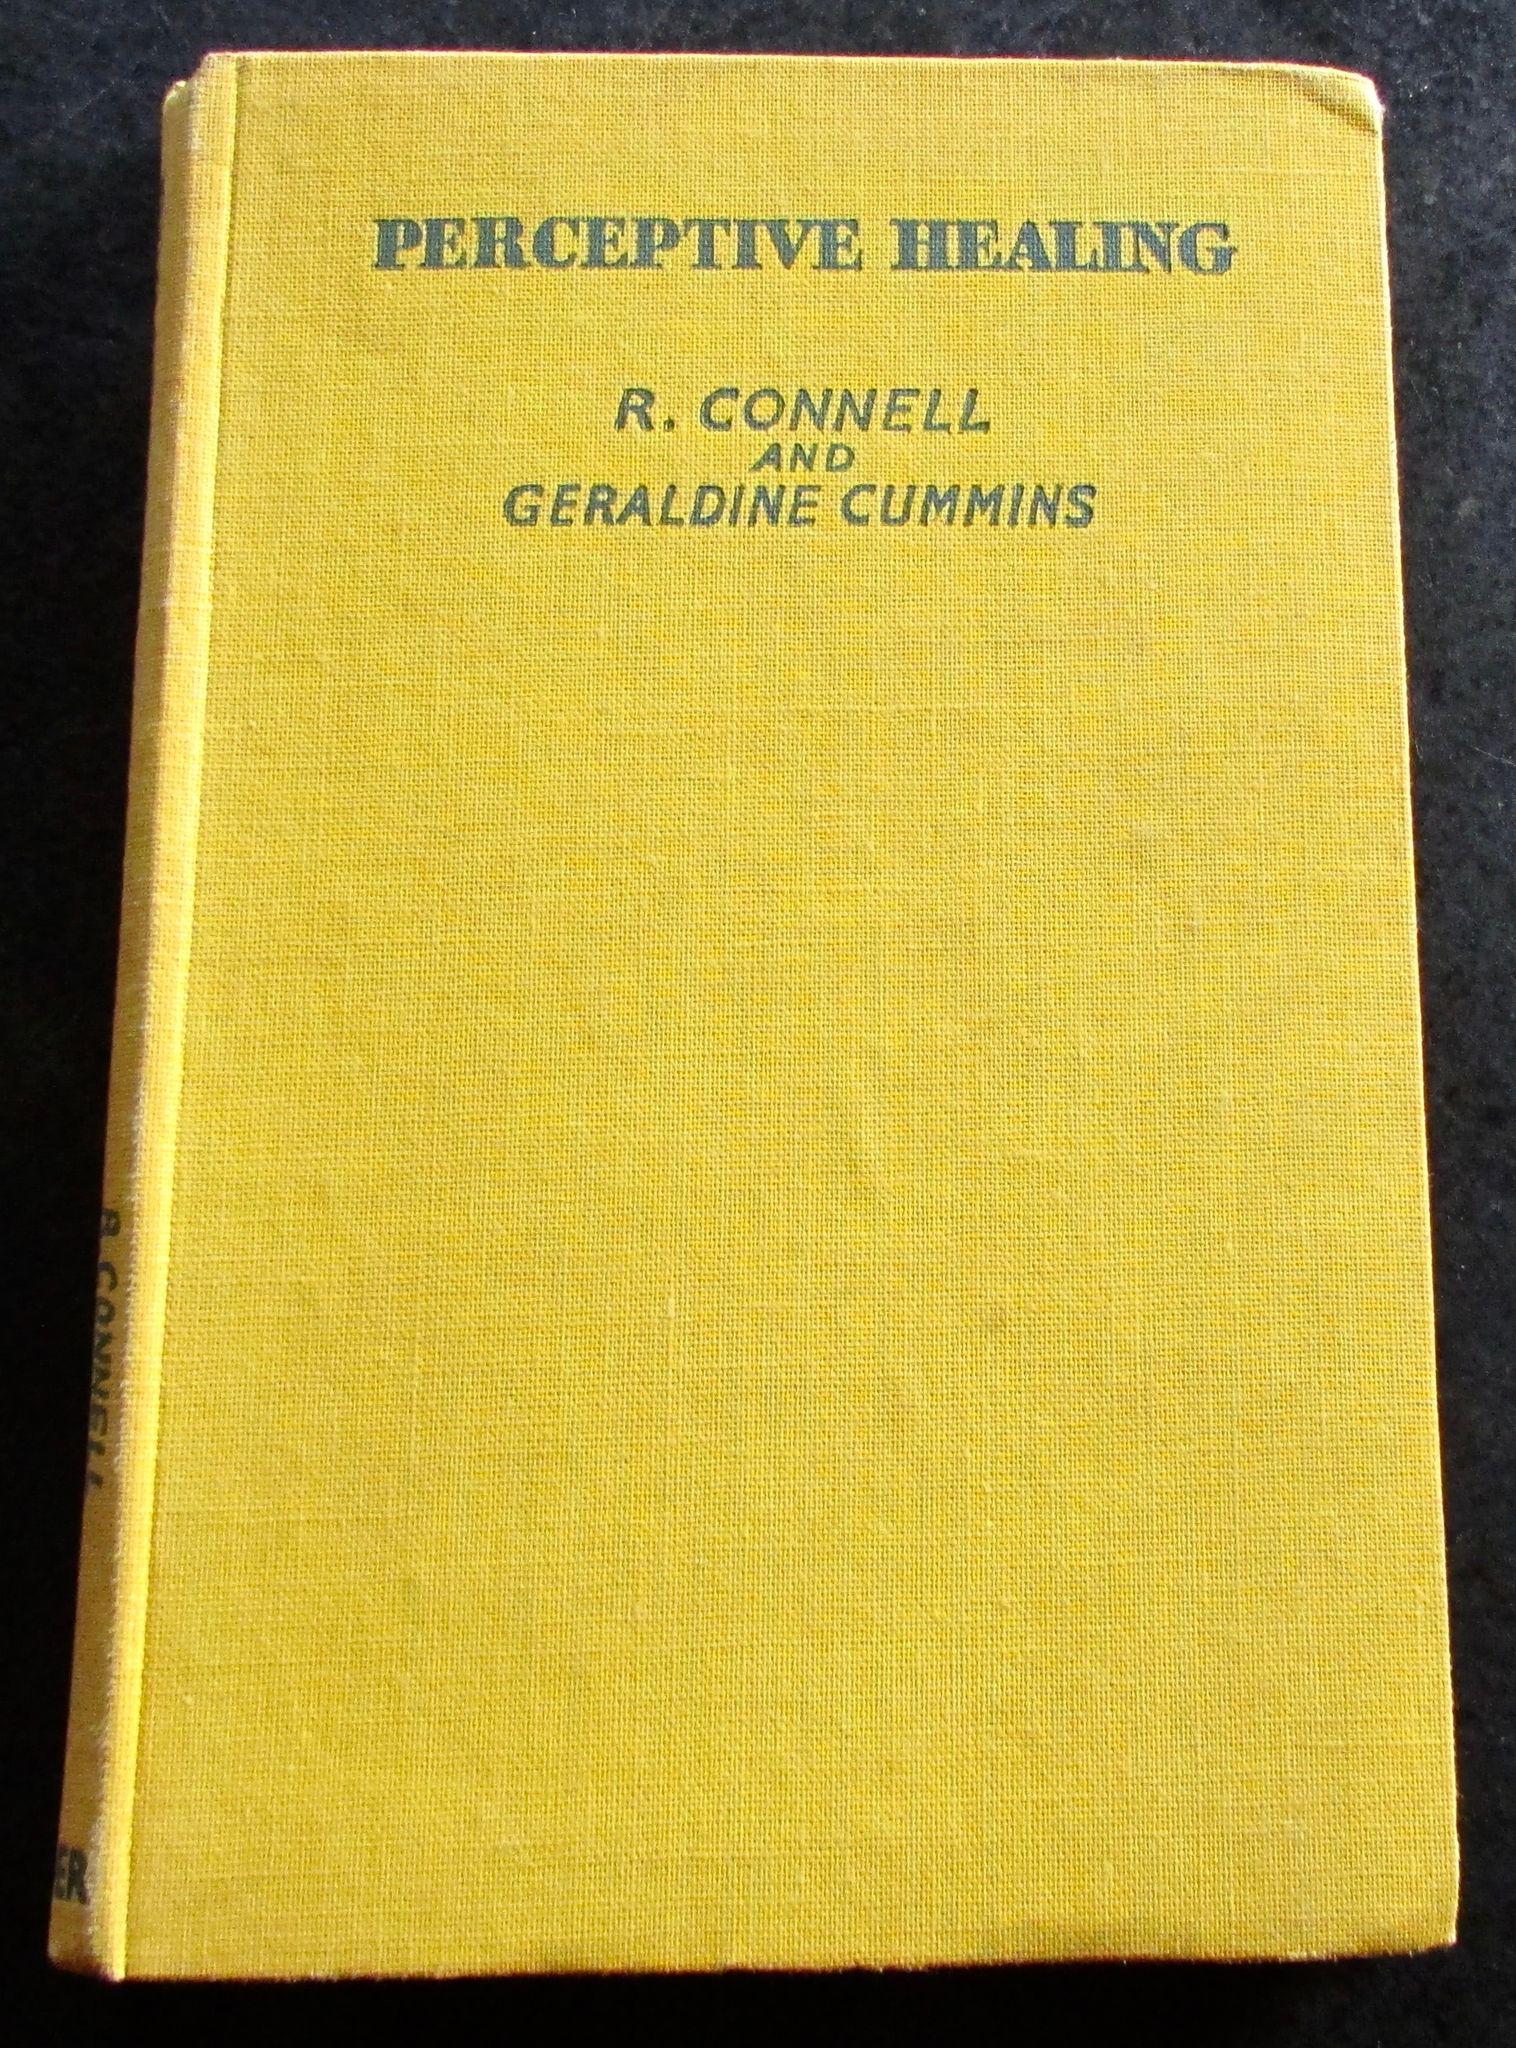 PERCEPTIVE HEALING
R. CONNELL
AND
GERALDINE CUMMINS
R. CONNELL